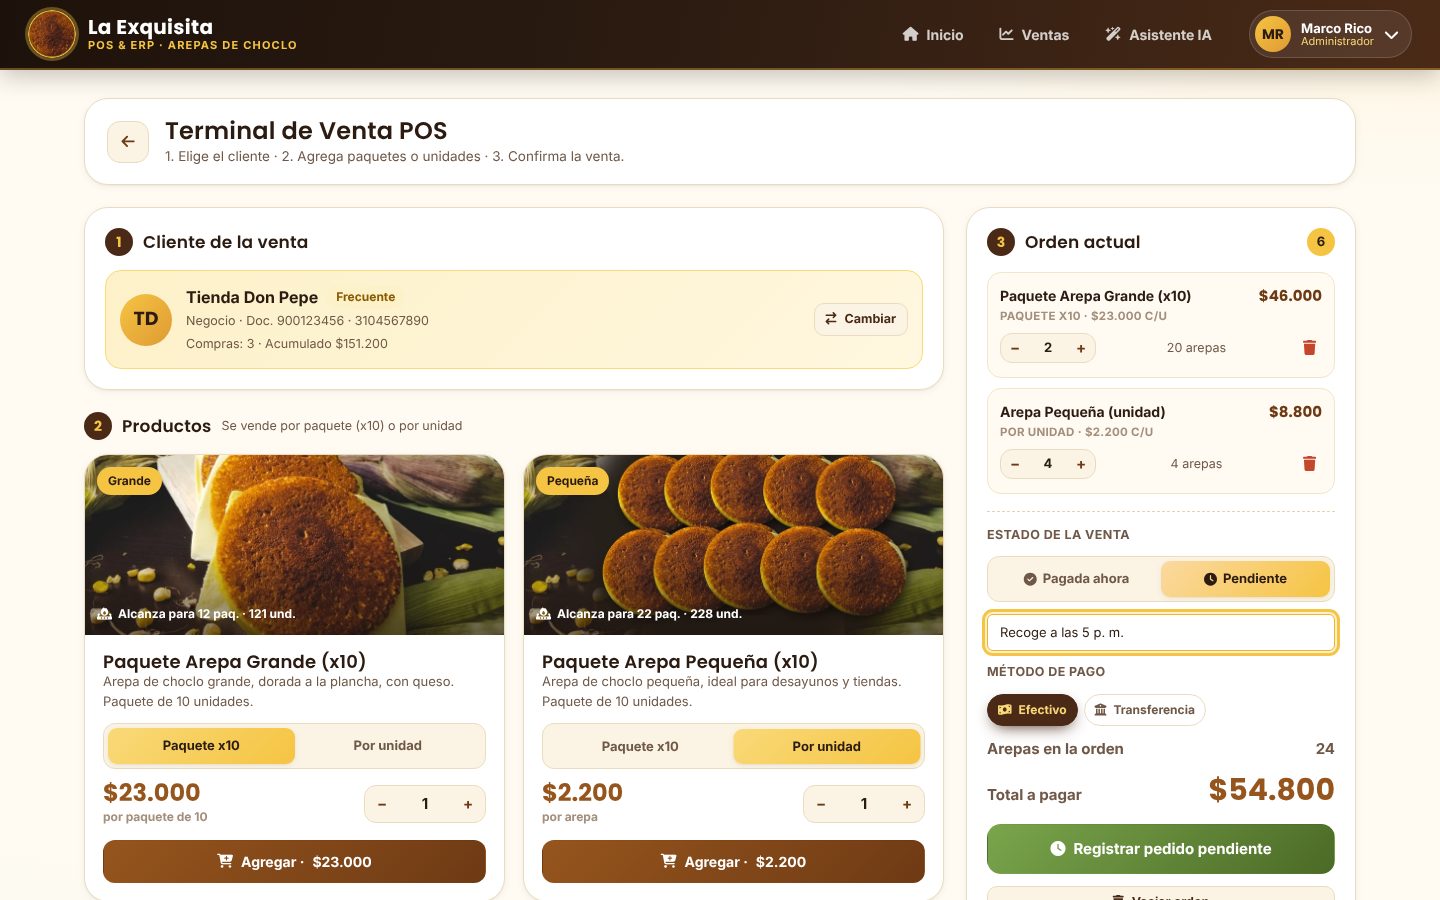 La Exquisita
POS & ERP · AREPAS DE CHOCLO
Inicio
Ventas
Asistente IA
MR
Marco Rico
Administrador
Terminal de Venta POS
1. Elige el cliente · 2. Agrega paquetes o unidades · 3. Confirma la venta.
1 Cliente de la venta
TD
Tienda Don Pepe Frecuente
Negocio · Doc. 900123456 · 3104567890
Compras: 3 · Acumulado $151.200
Cambiar
2 Productos Se vende por paquete (x10) o por unidad
Grande
Alcanza para 12 paq. · 121 und.
Paquete Arepa Grande (x10)
Arepa de choclo grande, dorada a la plancha, con queso.
Paquete de 10 unidades.
Paquete x10 Por unidad
$23.000
por paquete de 10
− 1 +
Agregar · $23.000
Pequeña
Alcanza para 22 paq. · 228 und.
Paquete Arepa Pequeña (x10)
Arepa de choclo pequeña, ideal para desayunos y tiendas.
Paquete de 10 unidades.
Paquete x10 Por unidad
$2.200
por arepa
− 1 +
Agregar · $2.200
3 Orden actual 6
Paquete Arepa Grande (x10) $46.000
PAQUETE X10 · $23.000 C/U
− 2 + 20 arepas
Arepa Pequeña (unidad) $8.800
POR UNIDAD · $2.200 C/U
− 4 + 4 arepas
ESTADO DE LA VENTA
Pagada ahora Pendiente
Recoge a las 5 p. m.
MÉTODO DE PAGO
Efectivo Transferencia
Arepas en la orden 24
Total a pagar $54.800
Registrar pedido pendiente
Vaciar orden